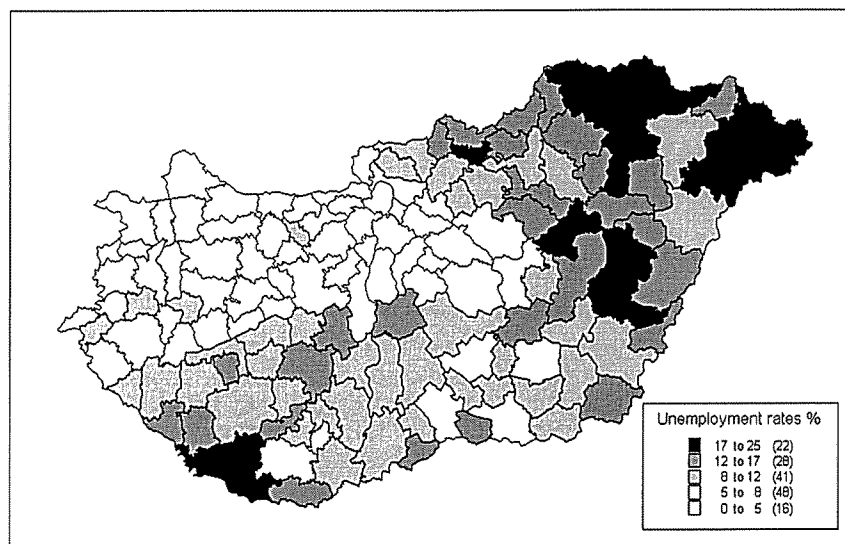 Unemployment rates %
17 to 25 (22)
12 to 17 (28)
8 to 12 (41)
5 to 8 (48)
0 to 5 (16)